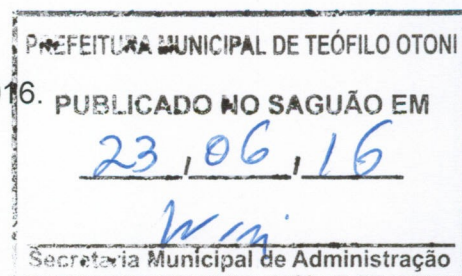 PREFEITURA MUNICIPAL DE TEÓFILO OTONI
16.
PUBLICADO NO SAGUÃO EM
23, 06, 16
Secretaria Municipal de Administração